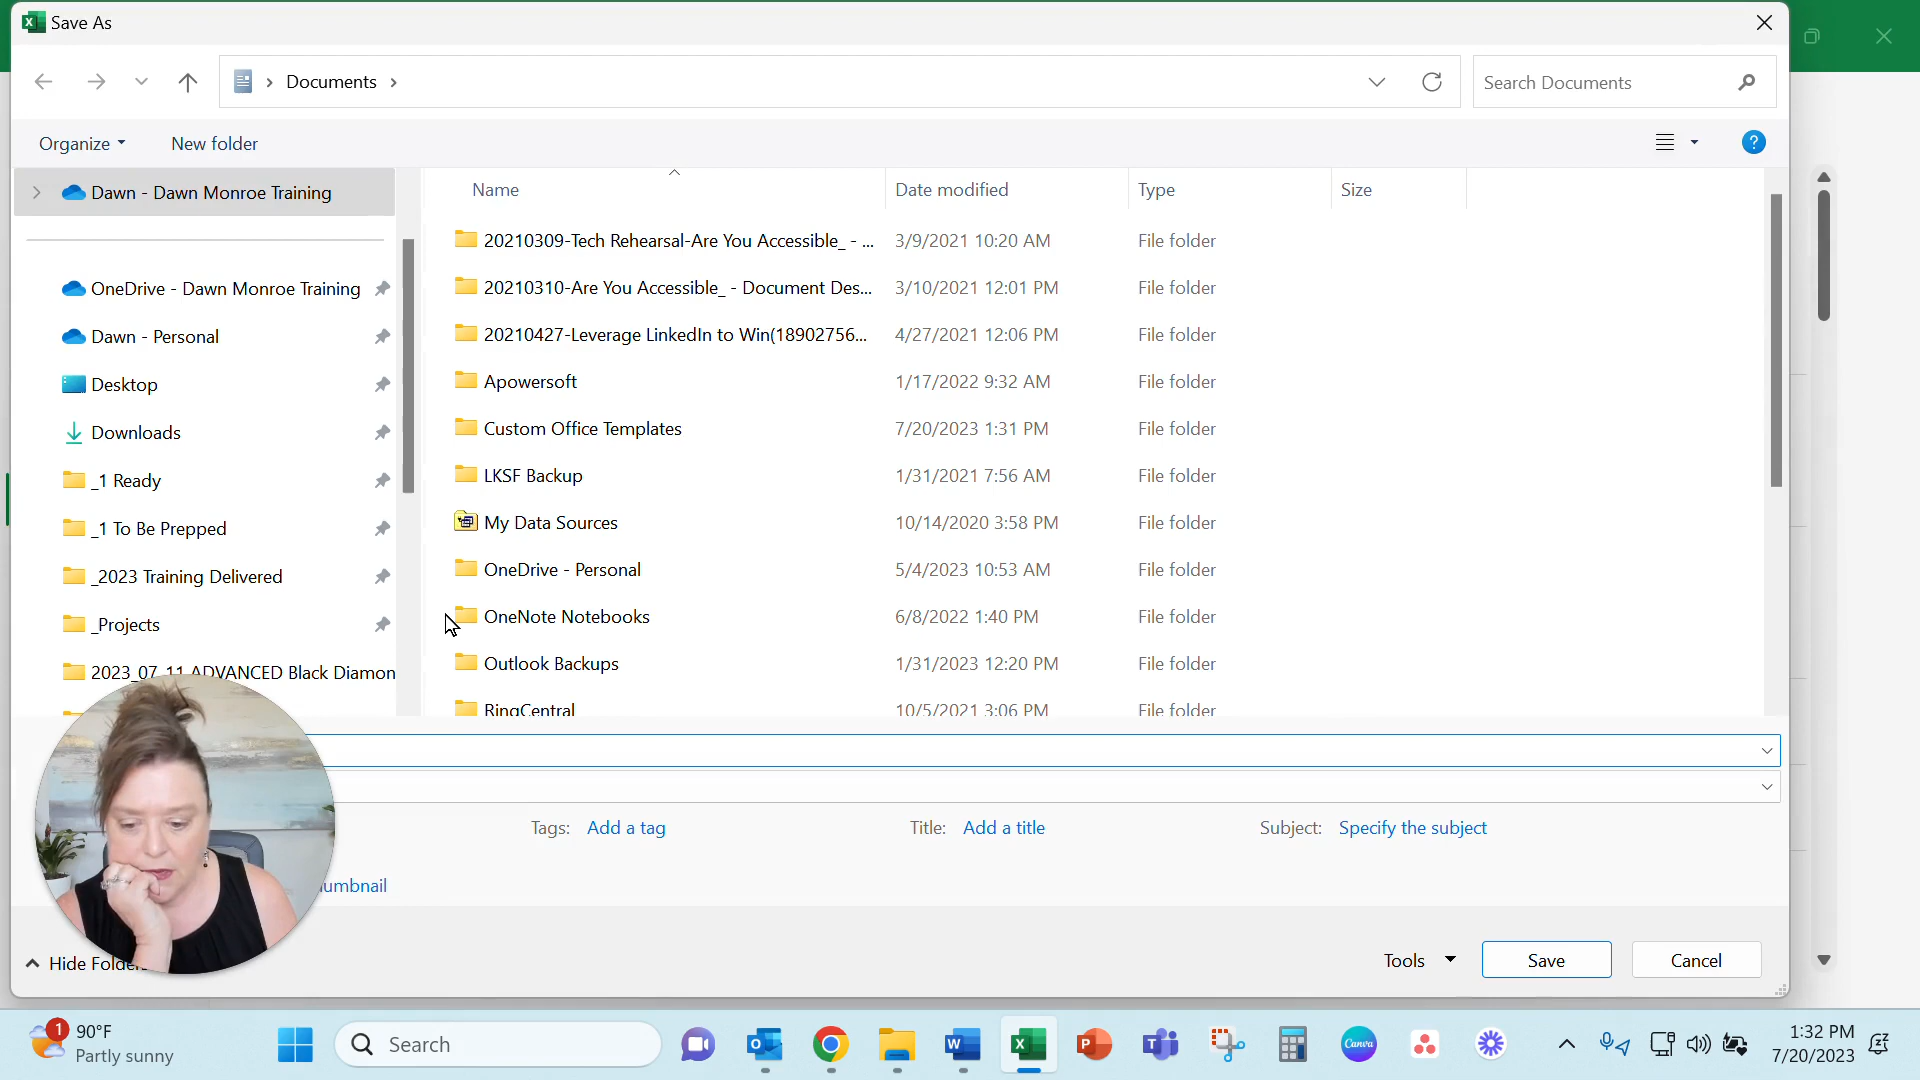 Save As
Documents
Search Documents
Organize
New folder
Name
Date modified
Type
Size
Dawn - Dawn Monroe Training
OneDrive - Dawn Monroe Training
Dawn - Personal
Desktop
Downloads
_1 Ready
_1 To Be Prepped
_2023 Training Delivered
_Projects
2023_07_11 ADVANCED Black Diamon
20210309-Tech Rehearsal-Are You Accessible_ - ... 3/9/2021 10:20 AM File folder
20210310-Are You Accessible_ - Document Des... 3/10/2021 12:01 PM File folder
20210427-Leverage LinkedIn to Win(18902756... 4/27/2021 12:06 PM File folder
Apowersoft 1/17/2022 9:32 AM File folder
Custom Office Templates 7/20/2023 1:31 PM File folder
LKSF Backup 1/31/2021 7:56 AM File folder
My Data Sources 10/14/2020 3:58 PM File folder
OneDrive - Personal 5/4/2023 10:53 AM File folder
OneNote Notebooks 6/8/2022 1:40 PM File folder
Outlook Backups 1/31/2023 12:20 PM File folder
RingCentral 10/5/2021 3:06 PM File folder
Tags: Add a tag
Title: Add a title
Subject: Specify the subject
umbnail
Hide Folde
Tools
Save
Cancel
1
90°F
Partly sunny
Search
Canva
1:32 PM
7/20/2023